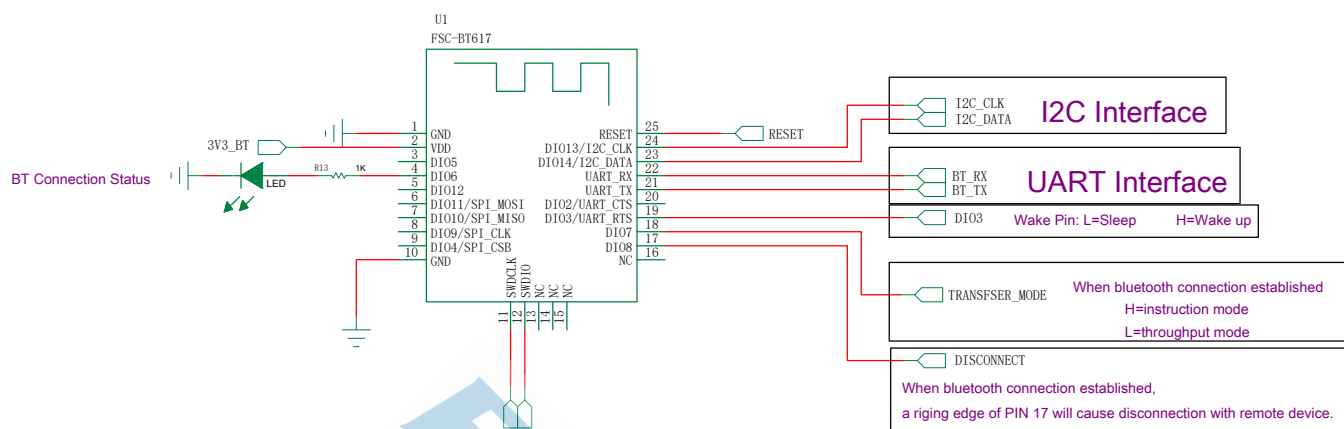 U1
FSC-BT617
1 GND
2 VDD
3 DIO5
4 DIO6
5 DIO12
6 DIO11/SPI_MOSI
7 DIO10/SPI_MISO
8 DIO9/SPI_CLK
9 DIO4/SPI_CSB
10 GND
11 SWDCLK
12 SWDIO
13 NC
14 NC
15 NC
RESET 25
DIO13/I2C_CLK 24
DIO14/I2C_DATA 23
UART_RX 22
UART_TX 21
DIO2/UART_CTS 20
DIO3/UART_RTS 19
DIO7 18
DIO8 17
NC 16
3V3_BT
R13 1K
LED
BT Connection Status
RESET
I2C_CLK
I2C_DATA
I2C Interface
BT_RX
BT_TX
UART Interface
DIO3 Wake Pin: L=Sleep H=Wake up
TRANSFSER_MODE
When bluetooth connection established
H=instruction mode
L=throughput mode
DISCONNECT
When bluetooth connection established,
a riging edge of PIN 17 will cause disconnection with remote device.